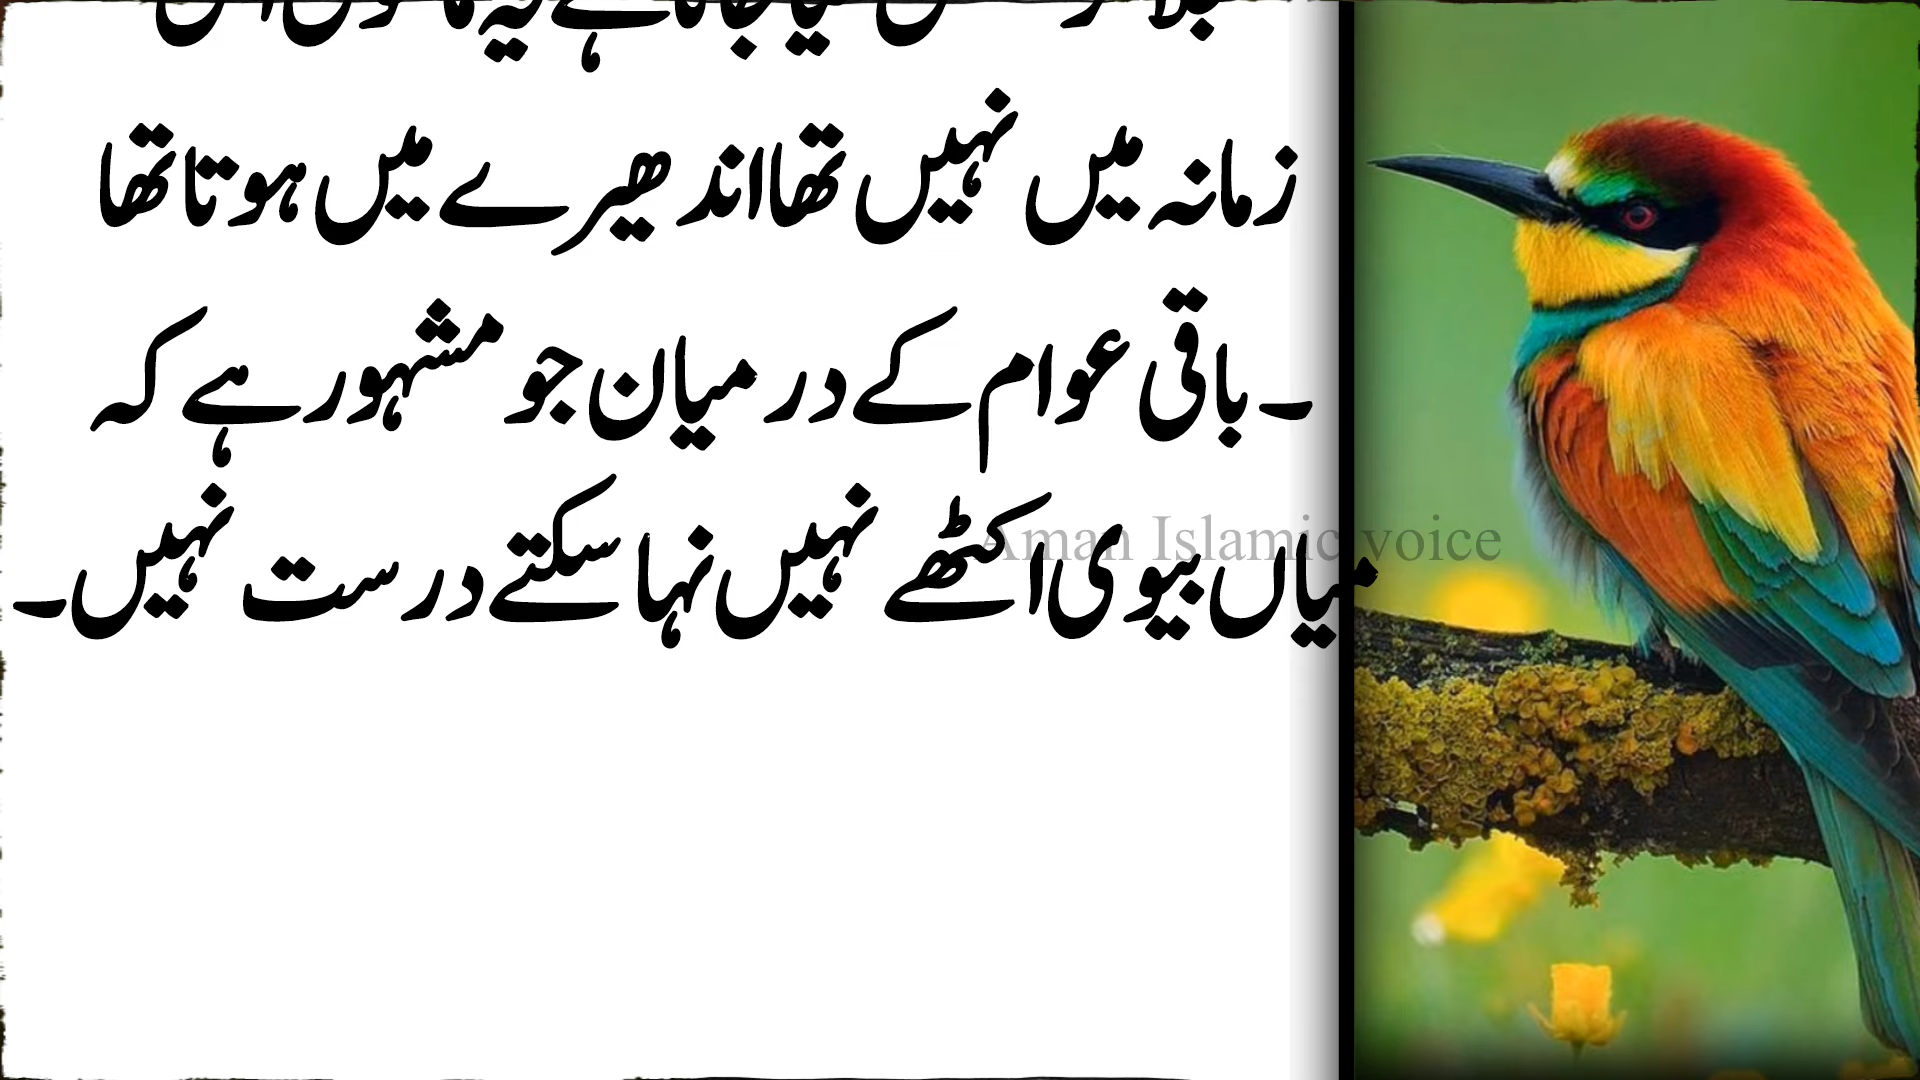 زمانہ میں نہیں تھا اندھیرے میں ہوتا تھا
۔ باقی عوام کے درمیان جو مشہور ہے کہ
میاں بیوی اکٹھے نہیں نہا سکتے درست نہیں۔
Aman Islamic voice